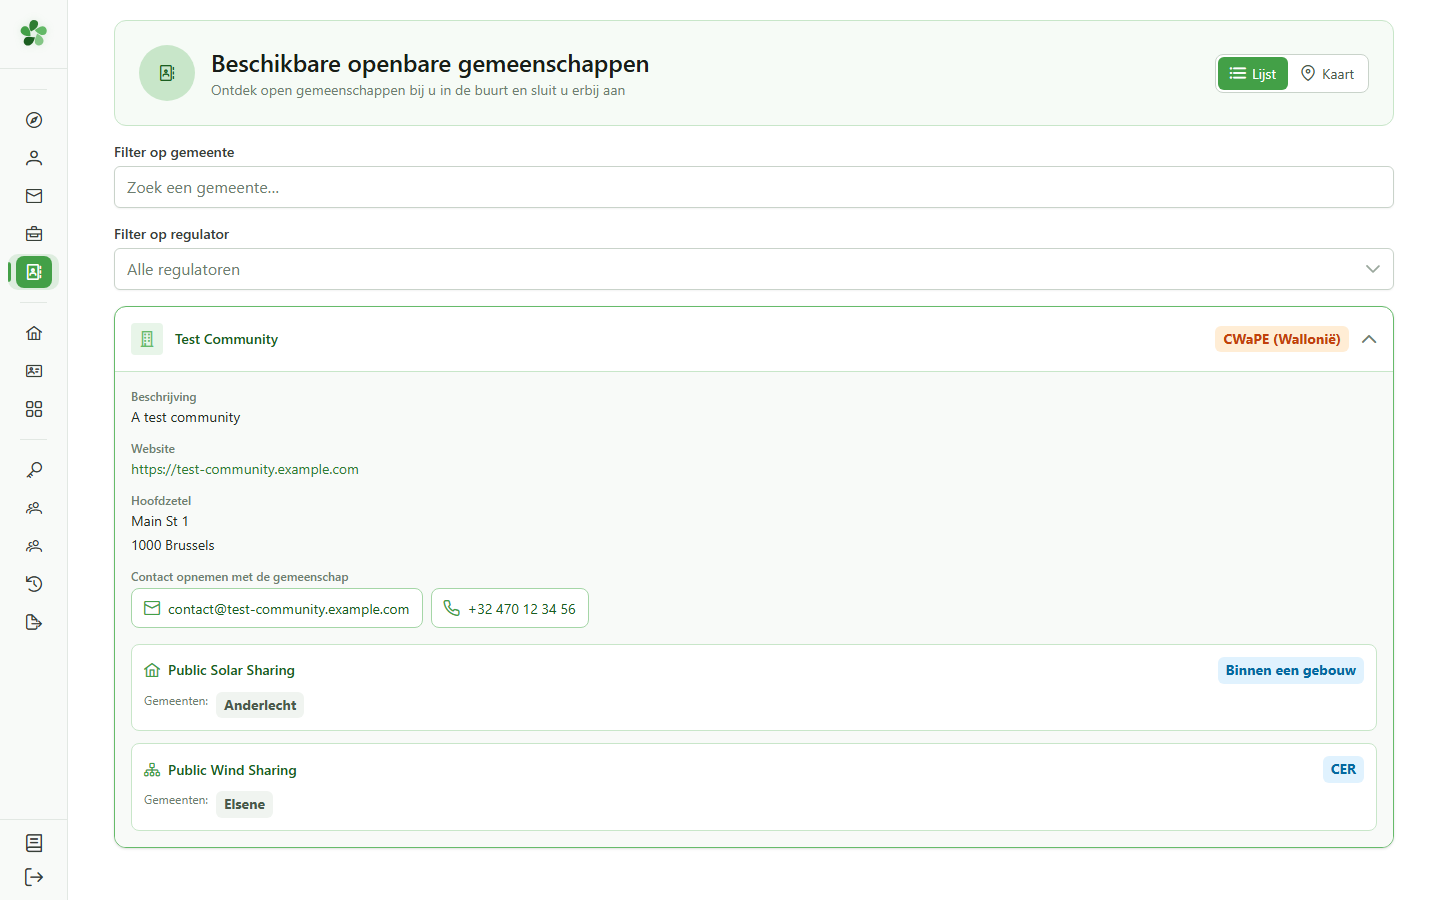 Beschikbare openbare gemeenschappen
Ontdek open gemeenschappen bij u in de buurt en sluit u erbij aan
Lijst
Kaart
Filter op gemeente
Zoek een gemeente...
Filter op regulator
Alle regulatoren
Test Community
CWaPE (Wallonië)
Beschrijving
A test community
Website
https://test-community.example.com
Hoofdzetel
Main St 1
1000 Brussels
Contact opnemen met de gemeenschap
contact@test-community.example.com
+32 470 12 34 56
Public Solar Sharing
Binnen een gebouw
Gemeenten:
Anderlecht
Public Wind Sharing
CER
Gemeenten:
Elsene